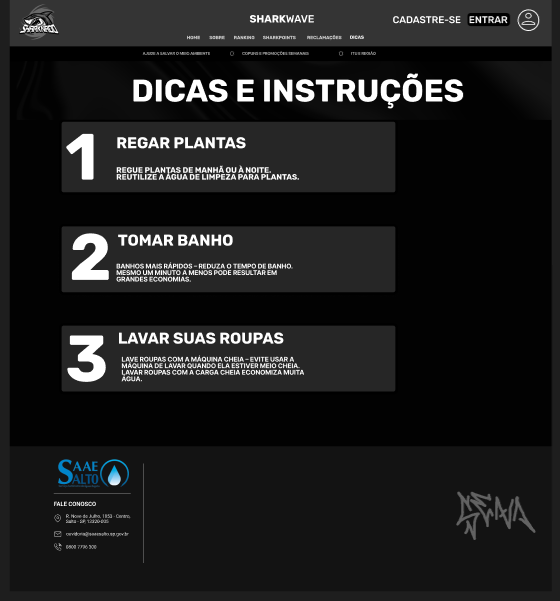 SHARKWAVE
CADASTRE-SE ENTRAR
HOME SOBRE RANKING SHAREPOINTS RECLAMAÇÕES DICAS
AJUDE A SALVAR O MEIO AMBIENTE CUPONS E PROMOÇÕES SEMANAIS ITU E REGIÃO
DICAS E INSTRUÇÕES
1
REGAR PLANTAS
REGUE PLANTAS DE MANHÃ OU À NOITE.
REUTILIZE A ÁGUA DE LIMPEZA PARA PLANTAS.
2
TOMAR BANHO
BANHOS MAIS RÁPIDOS – REDUZA O TEMPO DE BANHO.
MESMO UM MINUTO A MENOS PODE RESULTAR EM
GRANDES ECONOMIAS.
3
LAVAR SUAS ROUPAS
LAVE ROUPAS COM A MÁQUINA CHEIA – EVITE USAR A
MÁQUINA DE LAVAR QUANDO ELA ESTIVER MEIO CHEIA.
LAVAR ROUPAS COM A CARGA CHEIA ECONOMIZA MUITA
ÁGUA.
SAAE
SALTO
FALE CONOSCO
R. Nove de Julho, 1053 - Centro,
Salto - SP, 13320-005
ouvidoria@saaesalto.sp.gov.br
0800 7796 300